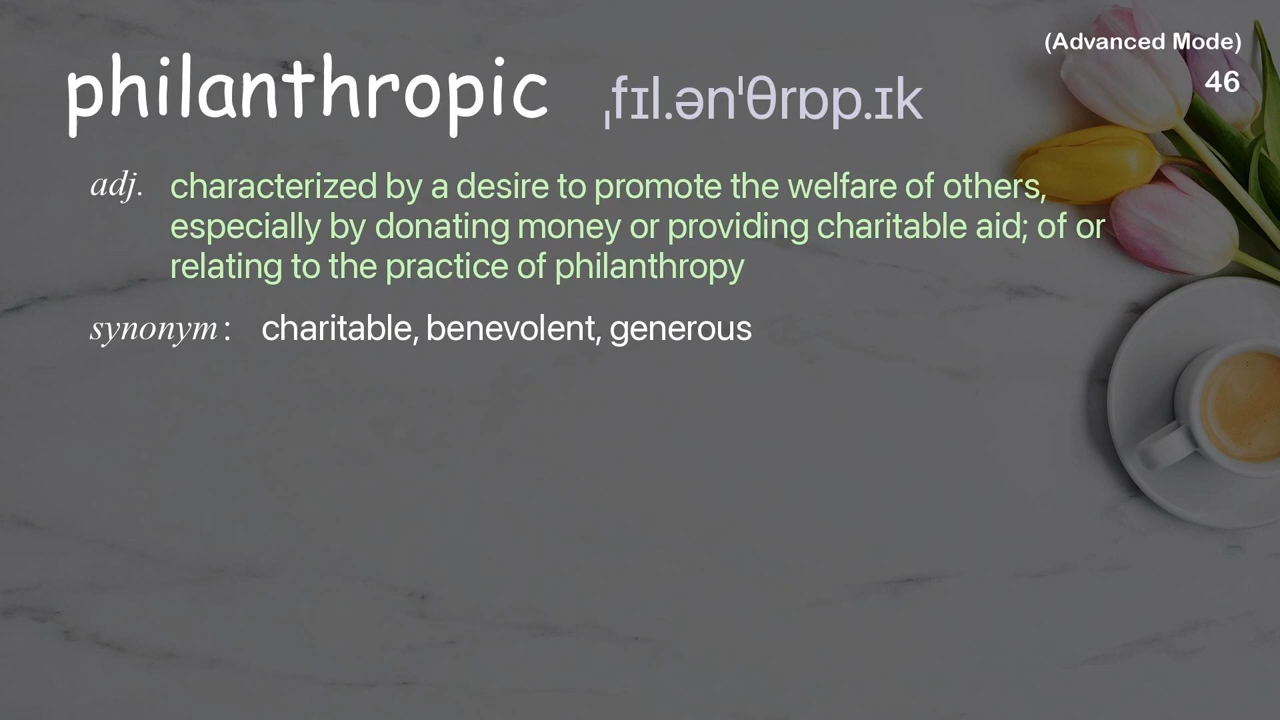 (Advanced Mode)
46
philanthropic ˌfɪl.ənˈθrɒp.ɪk
adj. characterized by a desire to promote the welfare of others,
especially by donating money or providing charitable aid; of or
relating to the practice of philanthropy
synonym: charitable, benevolent, generous